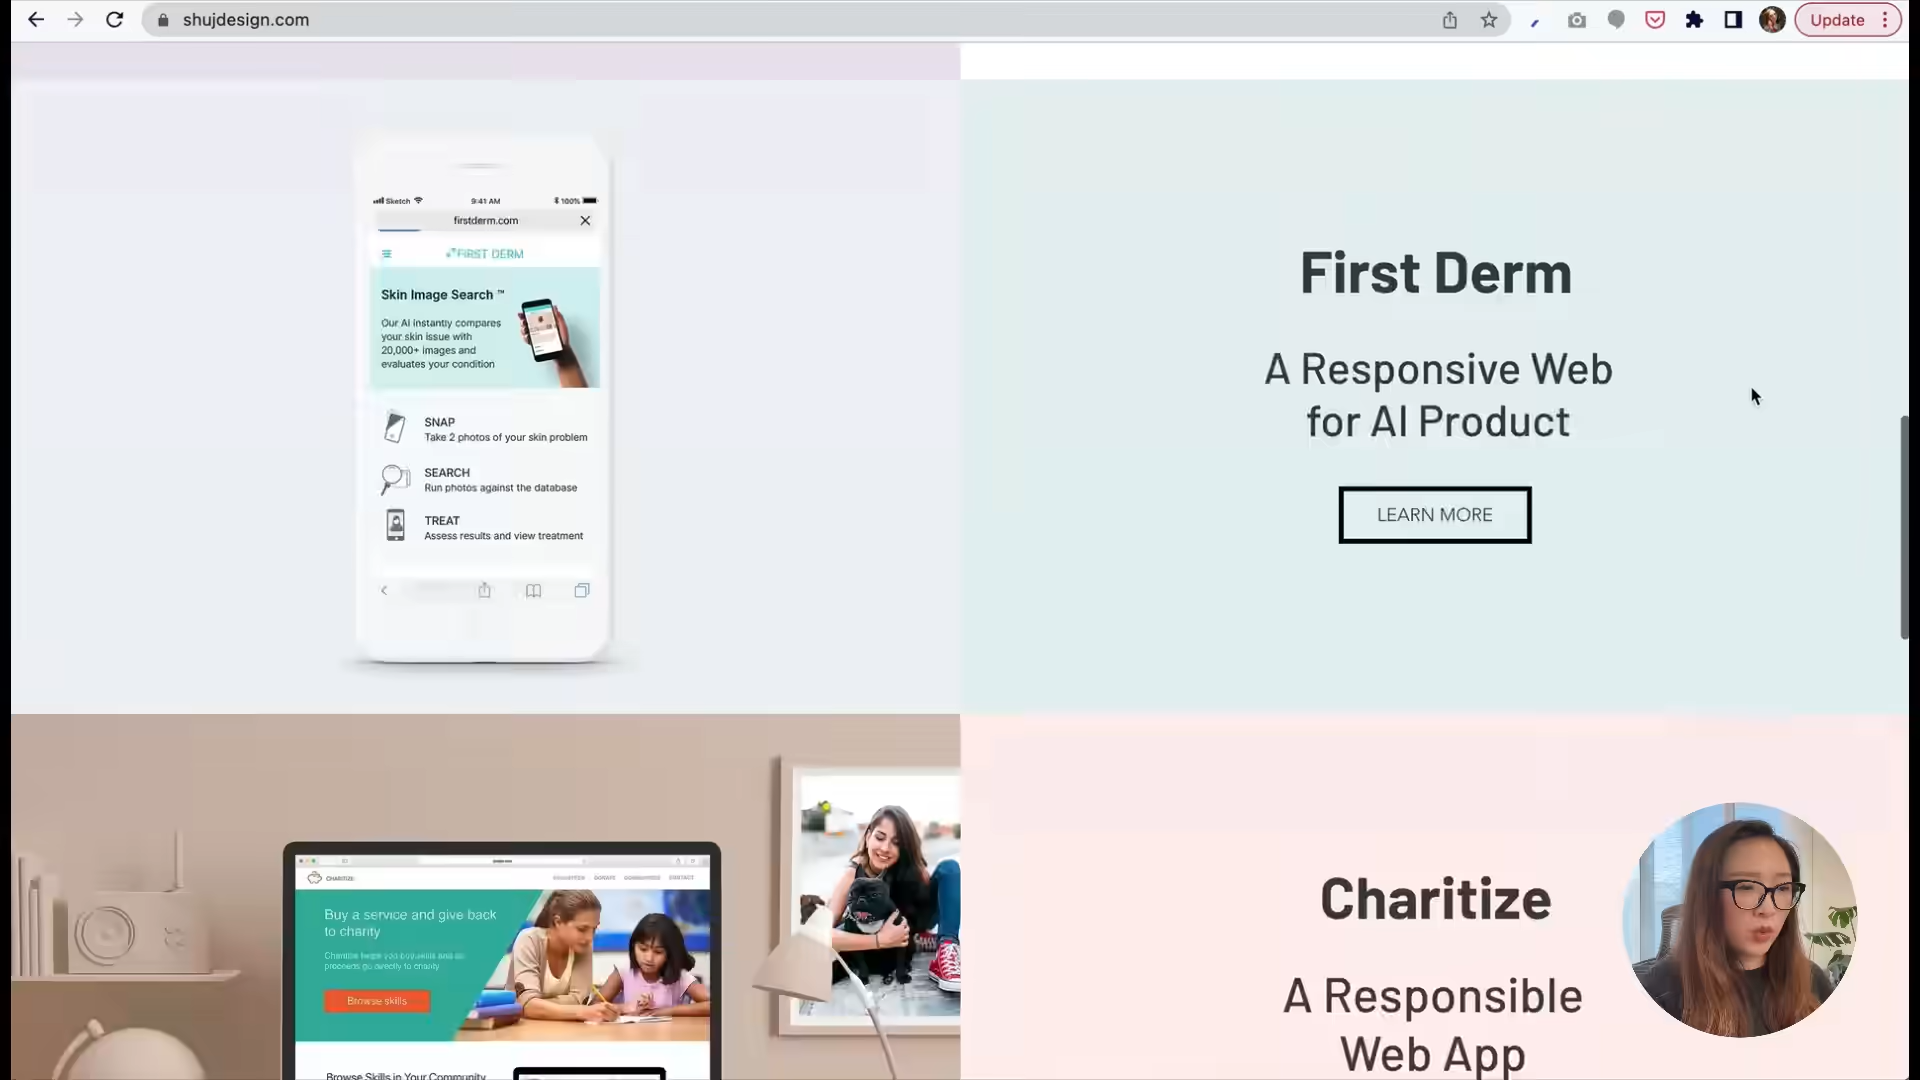 shujdesign.com
Update
Sketch
9:41 AM
100%
firstderm.com
FIRST DERM
Skin Image Search ™
Our AI instantly compares
your skin issue with
20,000+ images and
evaluates your condition
SNAP
Take 2 photos of your skin problem
SEARCH
Run photos against the database
TREAT
Assess results and view treatment
First Derm
A Responsive Web
for AI Product
LEARN MORE
CHARITIZE
DONATE
CONTACT
Buy a service and give back
to charity
Browse skills
Browse Skills in Your Community
Charitize
A Responsible
Web App